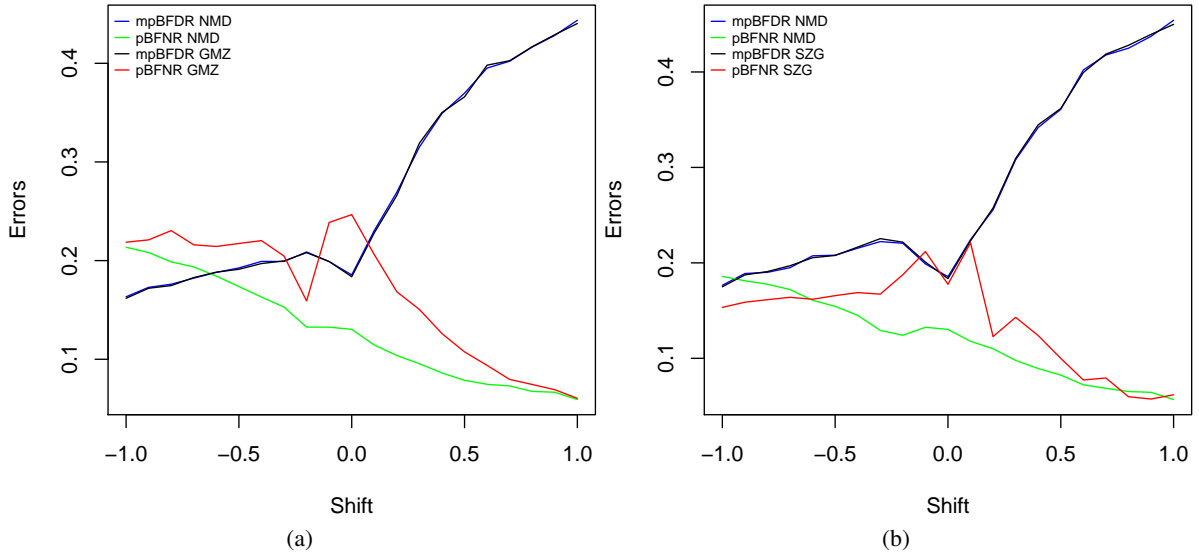 mpBFDR NMD
pBFNR NMD
mpBFDR GMZ
pBFNR GMZ
Errors
0.4
0.3
0.2
0.1
−1.0 −0.5 0.0 0.5 1.0
Shift
(a)
mpBFDR NMD
pBFNR NMD
mpBFDR SZG
pBFNR SZG
Errors
0.4
0.3
0.2
0.1
−1.0 −0.5 0.0 0.5 1.0
Shift
(b)